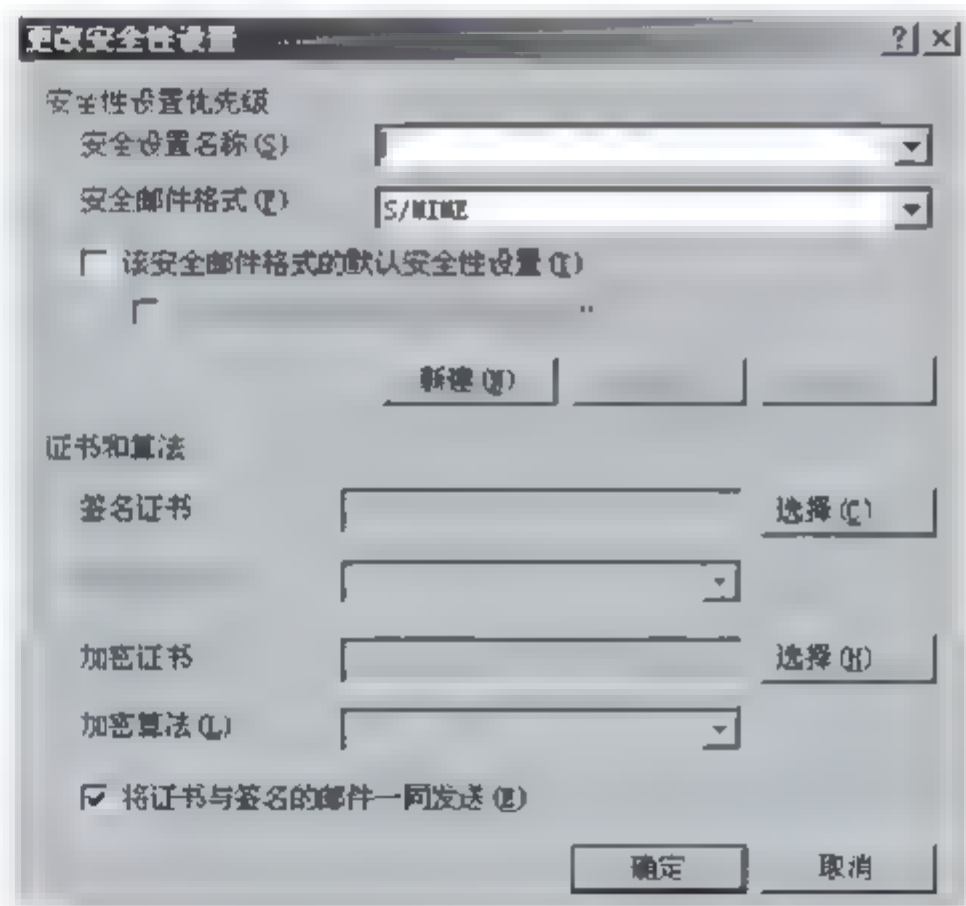 更改安全性设置
安全性设置优先级
安全设置名称(S)
安全邮件格式(F) S/MIME
该安全邮件格式的默认安全性设置(T)
新建(N)
证书和算法
签名证书 选择(C)
加密证书 选择(H)
加密算法(L)
将证书与签名的邮件一同发送(E)
确定 取消